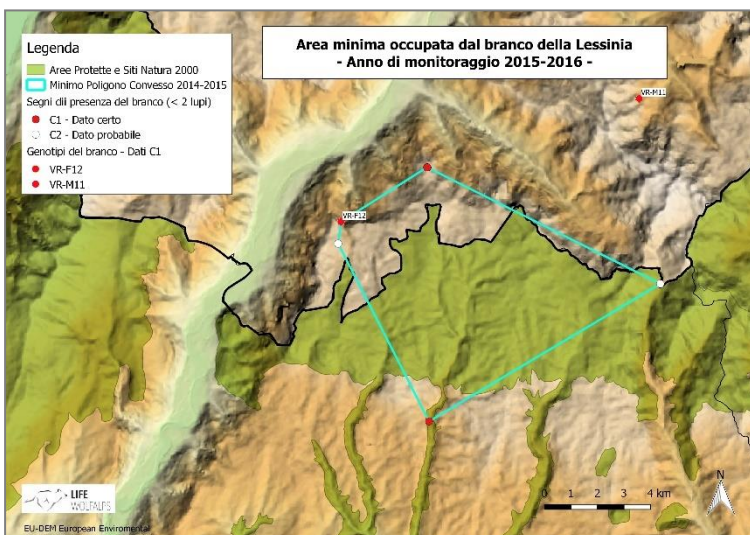 Legenda
Aree Protette e Siti Natura 2000
Minimo Poligono Convesso 2014-2015
Segni dii presenza del branco (< 2 lupi)
C1 - Dato certo
C2 - Dato probabile
Genotipi del branco - Dati C1
VR-F12
VR-M11
Area minima occupata dal branco della Lessinia
- Anno di monitoraggio 2015-2016 -
VR-M11
VR-F12
LIFE
WOLFALPS
0 1 2 3 4 km
N
EU-DEM European Enviromental